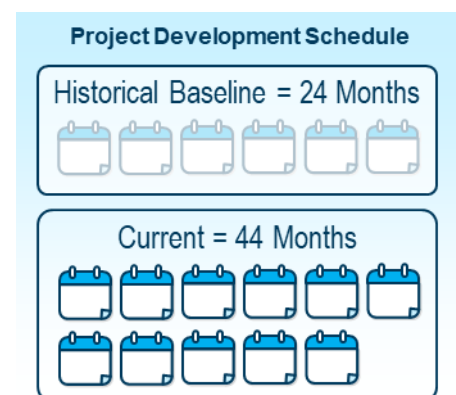 Project Development Schedule
Historical Baseline = 24 Months
Current = 44 Months